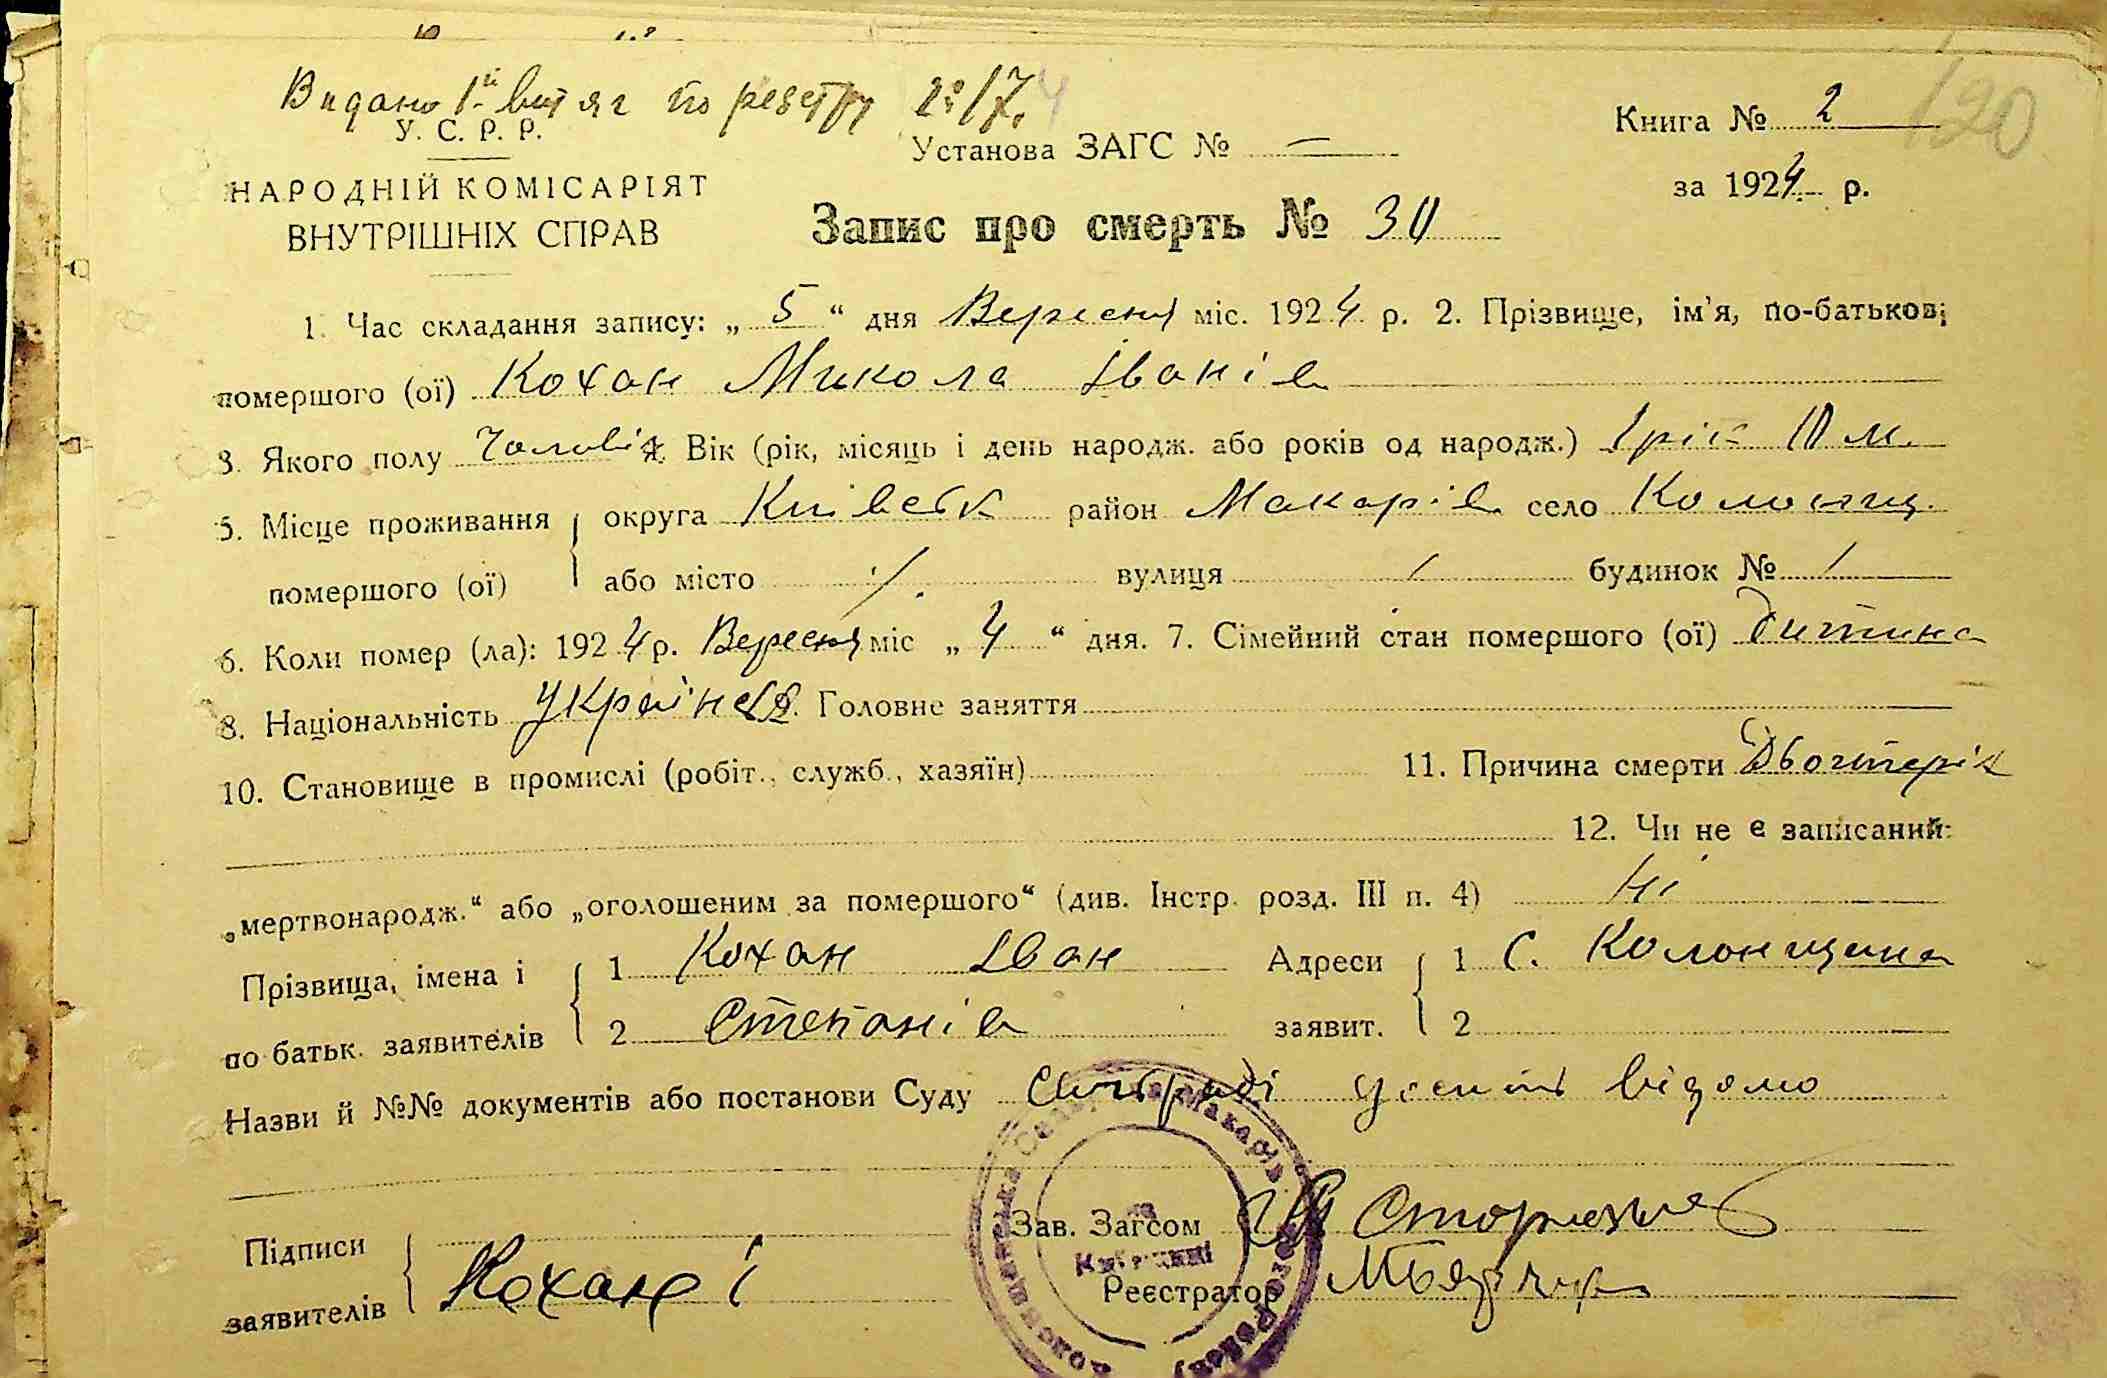 Видано 1й витяг по реєстру
120
У. С. Р. Р.
Установа ЗАГС № —
Книга № 2
НАРОДНІЙ КОМІСАРІЯТ
ВНУТРІШНІХ СПРАВ
за 1924 р.
Запис про смерть № 30
1. Час складання запису: „ 5 “ дня Вересня міс. 1924 р. 2. Прізвище, ім'я, по-батькові
помершого (ої) Кохан Микола Іванів
3. Якого полу Чоловіч. Вік (рік, місяць і день народж. або років од народж.) 1 рік 10 м.
5. Місце проживання округа Київськ район Макарів село Колонщ.
помершого (ої) або місто /. вулиця / будинок № /
6. Коли помер (ла): 1924 р. Вересня міс „ 4 “ дня. 7. Сімейний стан помершого (ої) дитина
8. Національність Українець. Головне заняття
10. Становище в промислі (робіт., служб., хазяїн) 11. Причина смерти
12. Чи не є записаний:
„мертвонародж.“ або „оголошеним за помершого“ (див. Інстр. розд. III п. 4) Ні
Прізвища, імена і 1 Кохан Іван Адреси 1 с. Колонщина
по батьк. заявителів 2 Степанів заявит. 2
Назви й №№ документів або постанови Суду Сільраді відомо
Зав. Загсом
Підписи
Реєстратор
заявителів Кохан І